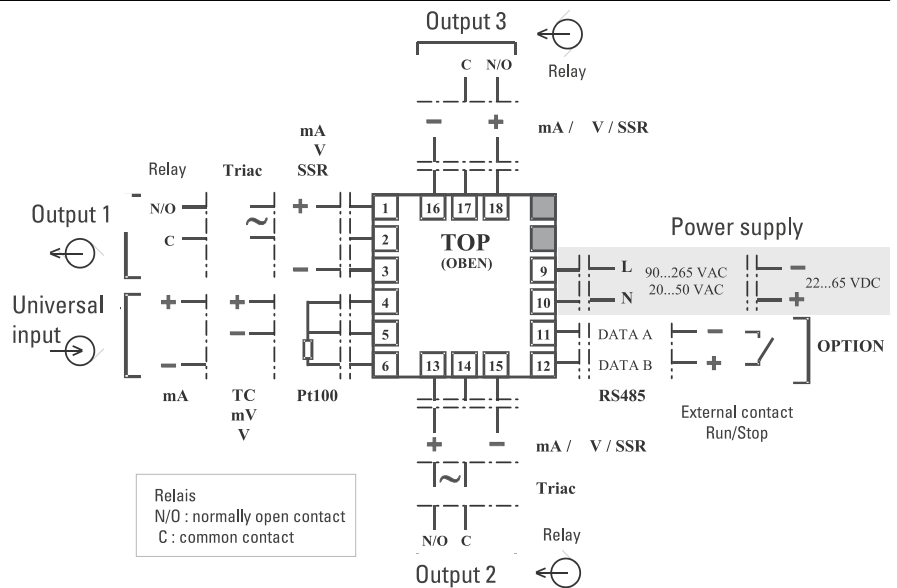 Output 3
C N/O
Relay
− +
mA / V / SSR
mA
V
SSR
Relay
Triac
Output 1
N/O
C
~
+
−
1
2
3
4
5
6
16 17 18
TOP
(OBEN)
9
10
11
12
13 14 15
Power supply
L
N
90...265 VAC
20...50 VAC
−
+
22...65 VDC
Universal
input
+
−
mA
+
−
TC
mV
V
Pt100
DATA A
DATA B
RS485
−
+
OPTION
External contact
Run/Stop
+ −
mA / V / SSR
~
Triac
N/O C
Relay
Output 2
Relais
N/O : normally open contact
C : common contact